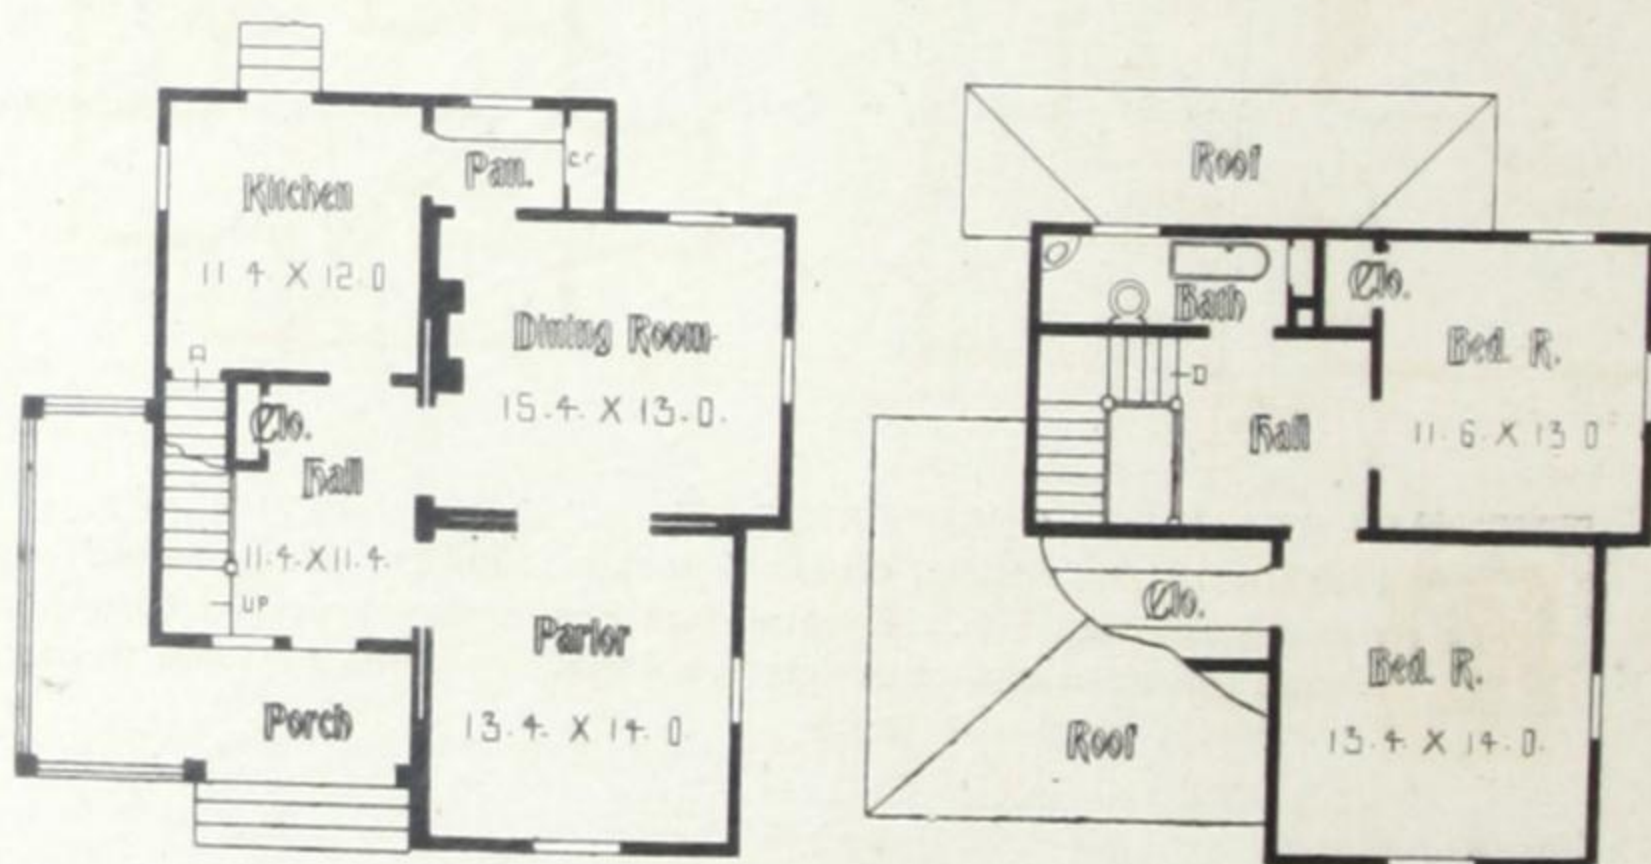 Kitchen
11.4. X 12.0
Pan.
Dining Room
15.4. X 13.0.
D
Clo.
Hall
11.4. X 11.4.
UP
Parlor
13.4. X 14.0
Porch
Roof
Bath
Clo.
Bed. R.
11.6. X 13 0
D
Hall
Clo.
Bed. R.
13.4. X 14.0.
Roof